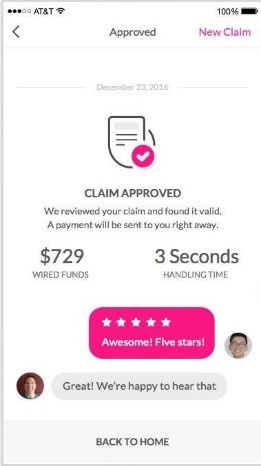 AT&T 100%
Approved New Claim
December 23, 2016
CLAIM APPROVED
We reviewed your claim and found it valid.
A payment will be sent to you right away.
$729 3 Seconds
WIRED FUNDS HANDLING TIME
Awesome! Five stars!
Great! We're happy to hear that
BACK TO HOME